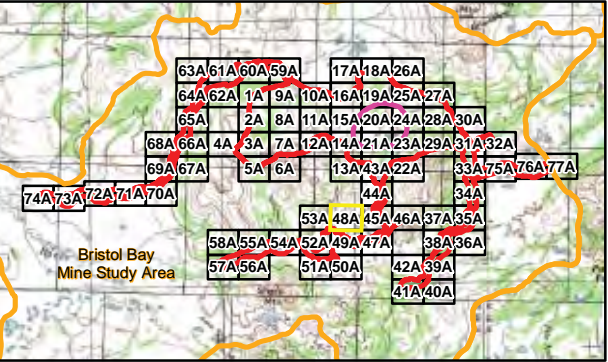 63A 61A 60A 59A 17A 18A 26A
64A 62A 1A 9A 10A 16A 19A 25A 27A
65A 2A 8A 11A 15A 20A 24A 28A 30A
68A 66A 4A 3A 7A 12A 14A 21A 23A 29A 31A 32A
69A 67A 5A 6A 13A 43A 22A 33A 75A 76A 77A
74A 73A 72A 71A 70A 44A 34A
53A 48A 45A 46A 37A 35A
58A 55A 54A 52A 49A 47A 38A 36A
Bristol Bay
Mine Study Area
57A 56A 51A 50A 42A 39A
41A 40A